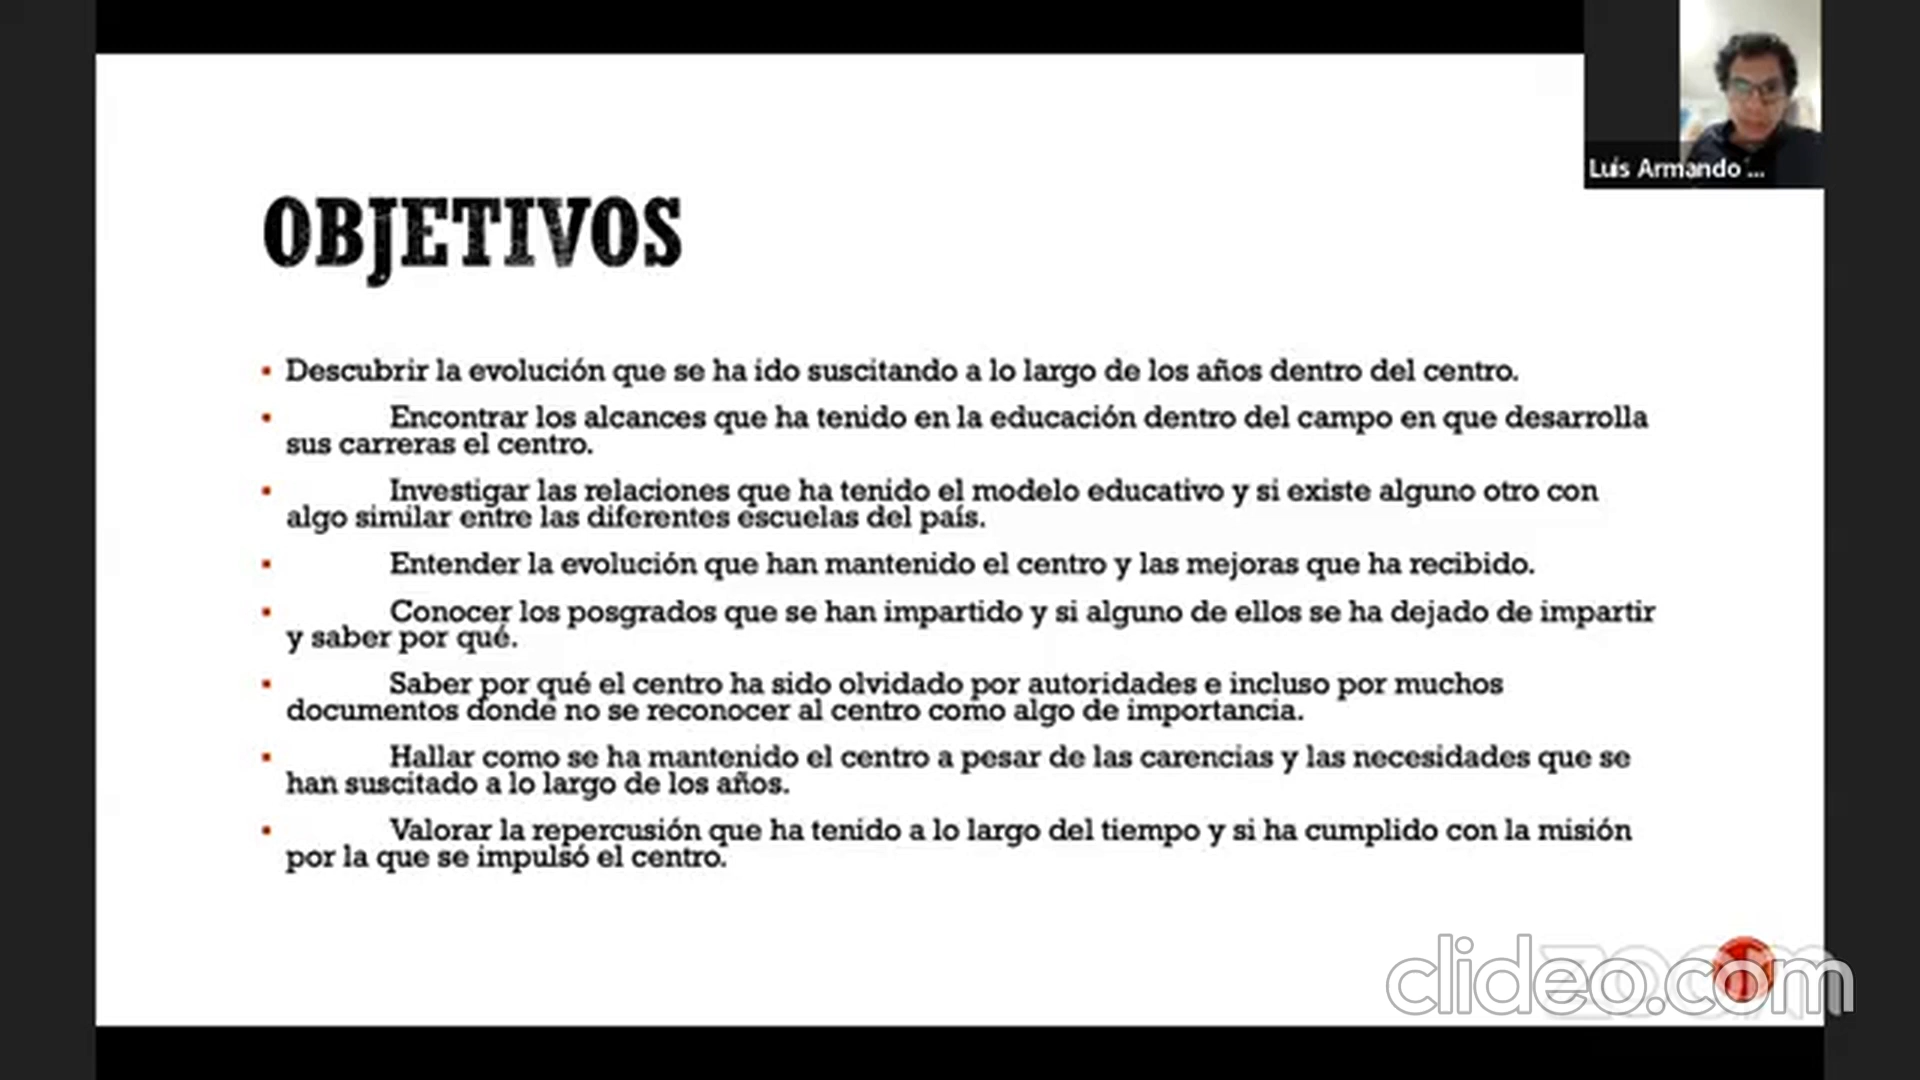 Luis Armando ...
OBJETIVOS
▪ Descubrir la evolución que se ha ido suscitando a lo largo de los años dentro del centro.
▪ Encontrar los alcances que ha tenido en la educación dentro del campo en que desarrolla
sus carreras el centro.
▪ Investigar las relaciones que ha tenido el modelo educativo y si existe alguno otro con
algo similar entre las diferentes escuelas del país.
▪ Entender la evolución que han mantenido el centro y las mejoras que ha recibido.
▪ Conocer los posgrados que se han impartido y si alguno de ellos se ha dejado de impartir
y saber por qué.
▪ Saber por qué el centro ha sido olvidado por autoridades e incluso por muchos
documentos donde no se reconocer al centro como algo de importancia.
▪ Hallar como se ha mantenido el centro a pesar de las carencias y las necesidades que se
han suscitado a lo largo de los años.
▪ Valorar la repercusión que ha tenido a lo largo del tiempo y si ha cumplido con la misión
por la que se impulsó el centro.
clideo.com